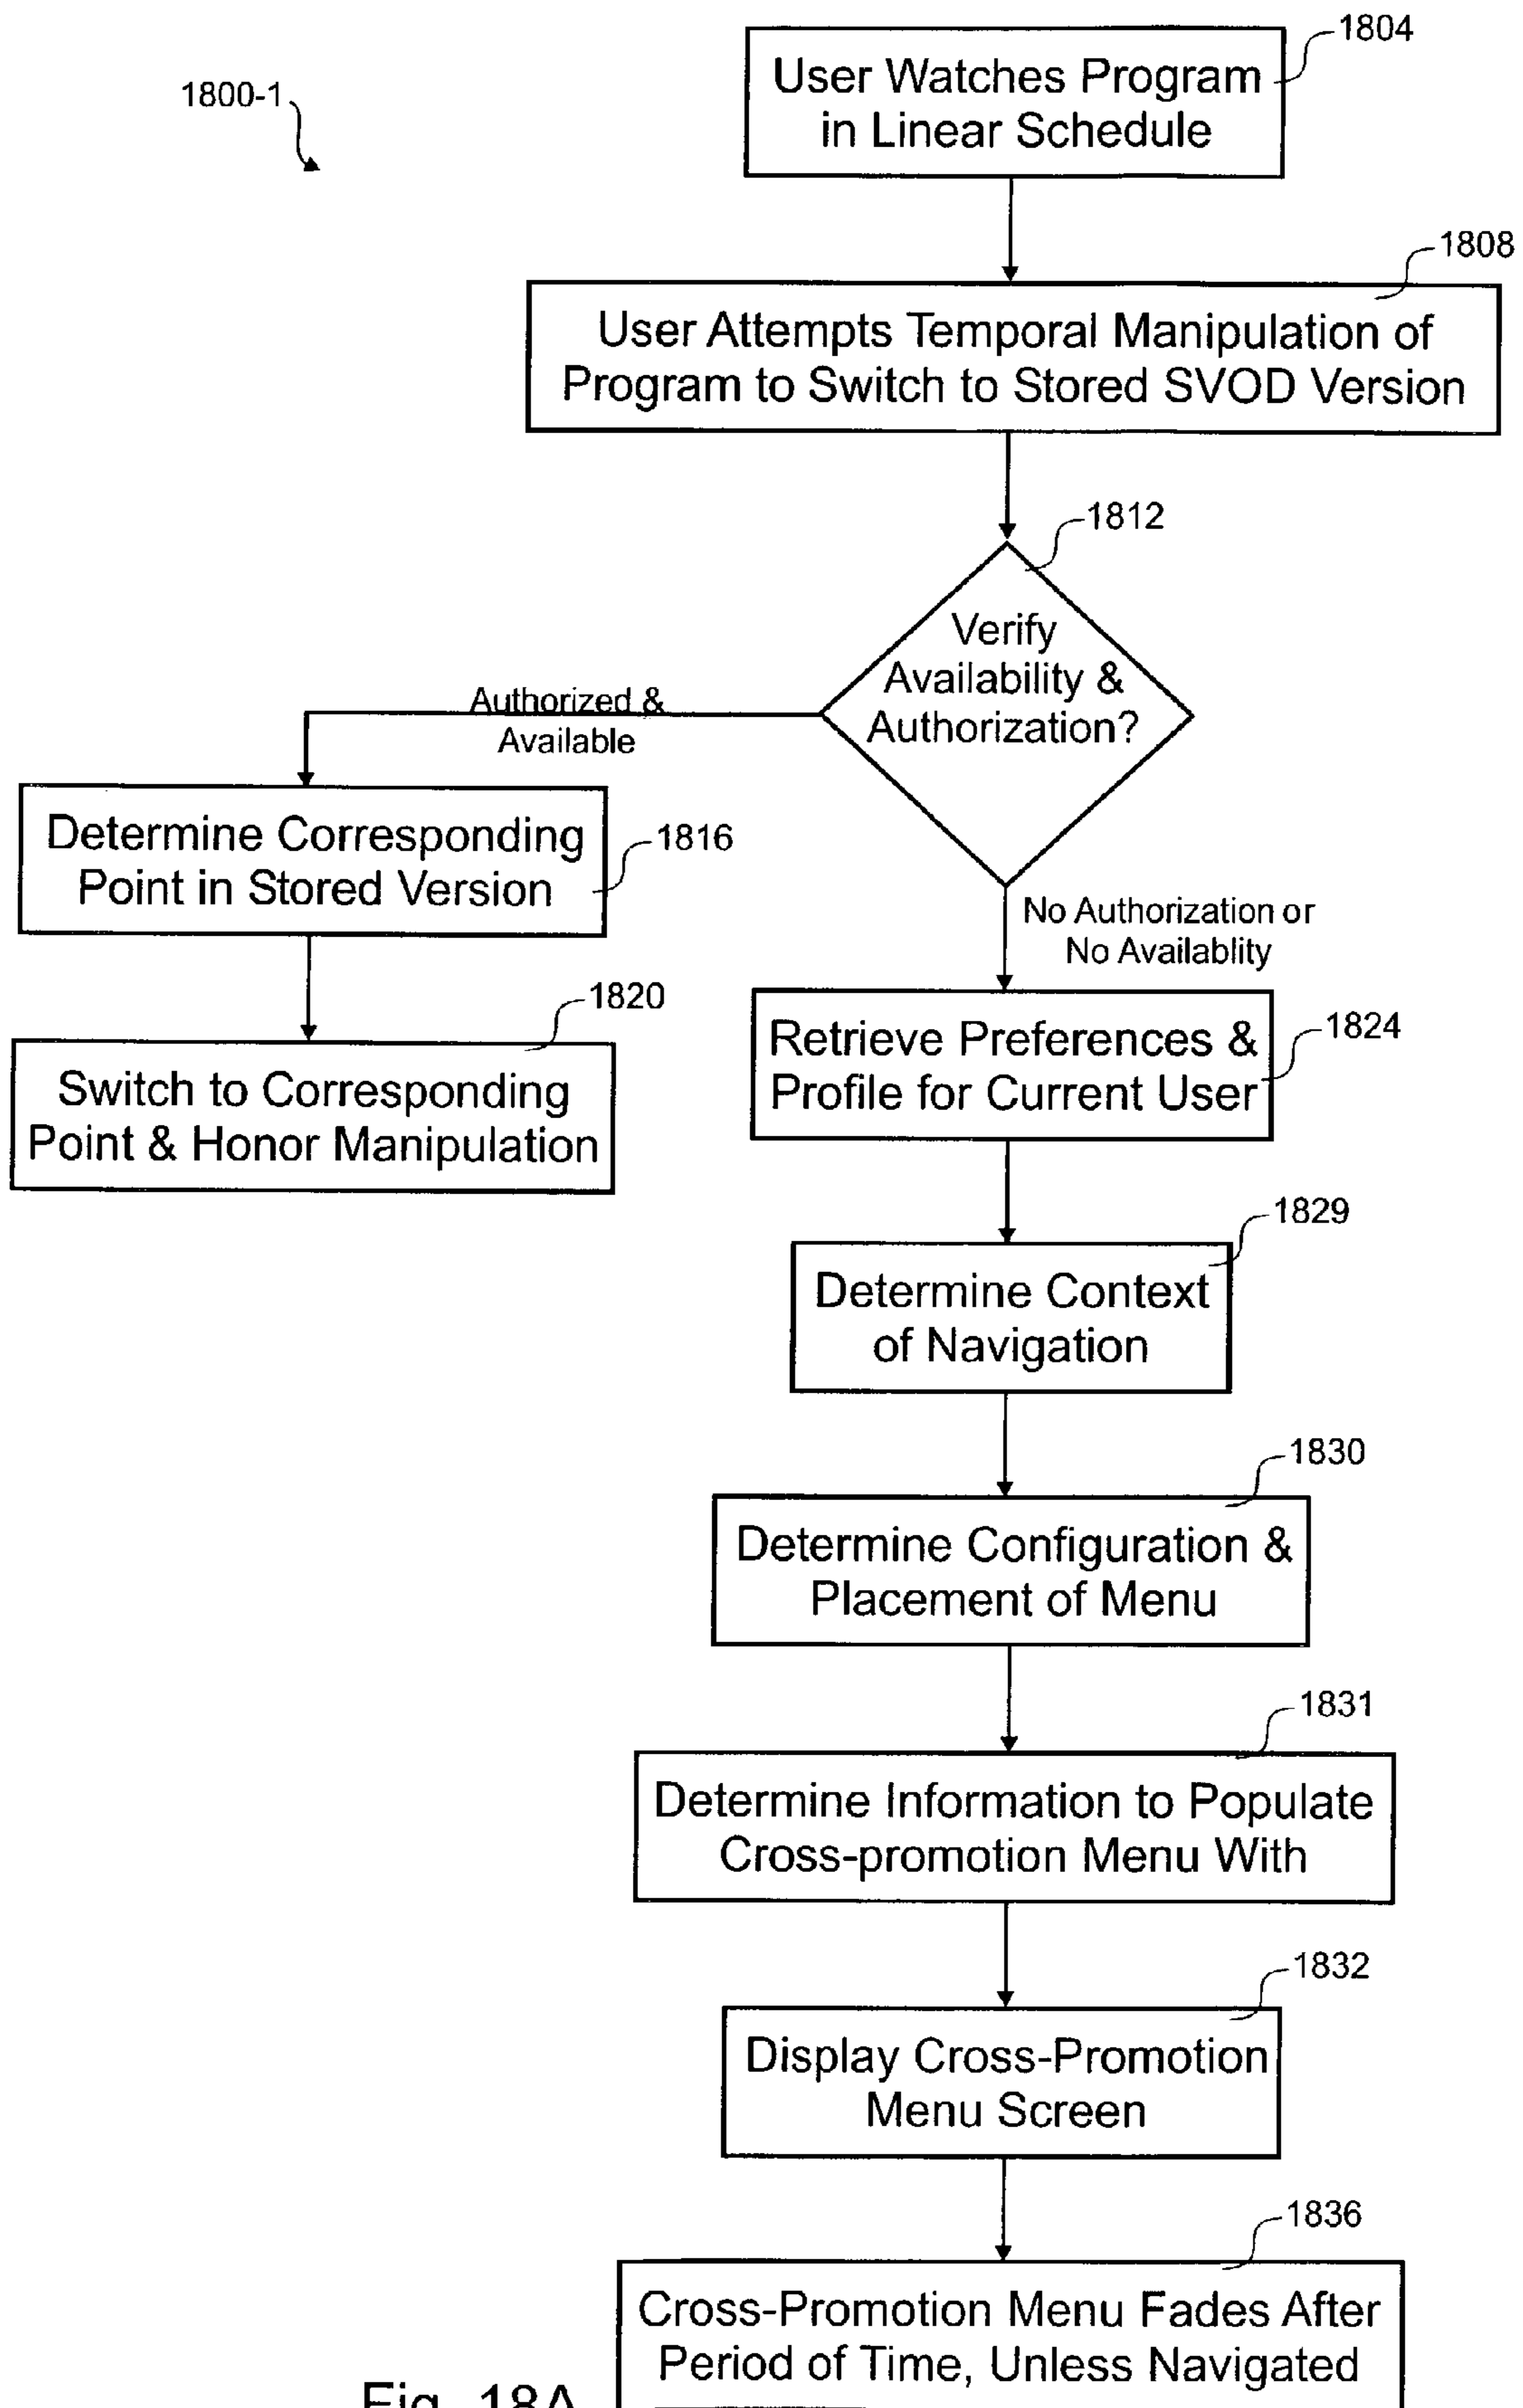 1800-1
1804
User Watches Program
in Linear Schedule
1808
User Attempts Temporal Manipulation of
Program to Switch to Stored SVOD Version
1812
Verify
Availability &
Authorization?
Authorized &
Available
Determine Corresponding
Point in Stored Version
1816
No Authorization or
No Availablity
1820
Switch to Corresponding
Point & Honor Manipulation
Retrieve Preferences &
Profile for Current User
1824
1829
Determine Context
of Navigation
1830
Determine Configuration &
Placement of Menu
1831
Determine Information to Populate
Cross-promotion Menu With
1832
Display Cross-Promotion
Menu Screen
1836
Cross-Promotion Menu Fades After
Period of Time, Unless Navigated
Fig. 18A